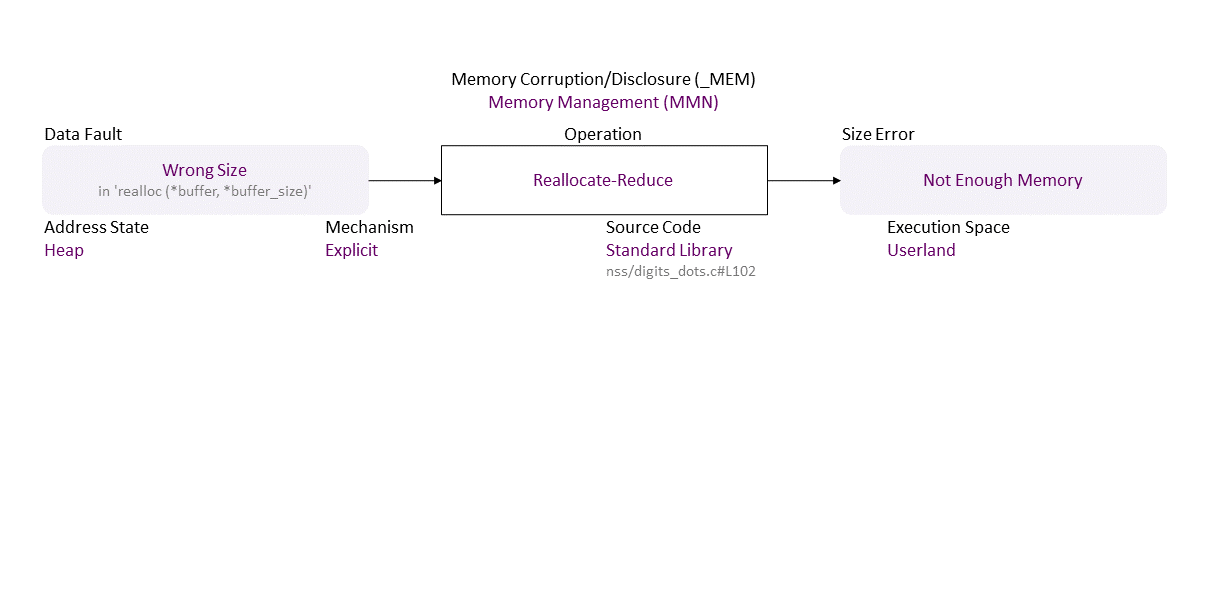 Memory Corruption/Disclosure (_MEM)
Memory Management (MMN)
Data Fault
Operation
Size Error
Wrong Size
in 'realloc (*buffer, *buffer_size)'
Reallocate-Reduce
Not Enough Memory
Address State
Mechanism
Source Code
Execution Space
Heap
Explicit
Standard Library
Userland
nss/digits_dots.c#L102